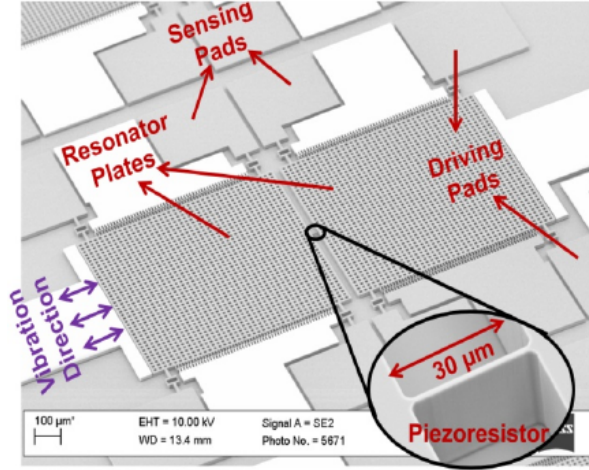 Sensing
Pads
Resonator
Plates
Driving
Pads
Vibration
Direction
30 µm
Piezoresistor
100 µm
EHT = 10.00 kV
Signal A = SE2
WD = 13.4 mm
Photo No. = 5671